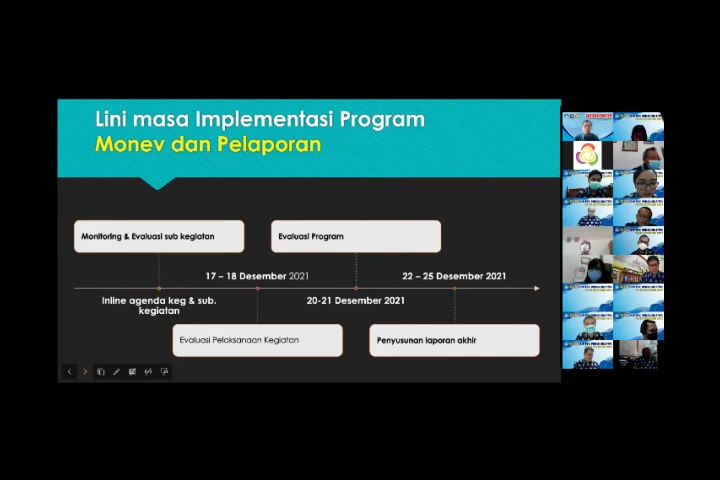 Lini masa Implementasi Program
Monev dan Pelaporan
Monitoring & Evaluasi sub kegiatan
Evaluasi Program
17 – 18 Desember 2021
22 – 25 Desember 2021
Inline agenda keg & sub.
kegiatan
20-21 Desember 2021
Evaluasi Pelaksanaan Kegiatan
Penyusunan laporan akhir